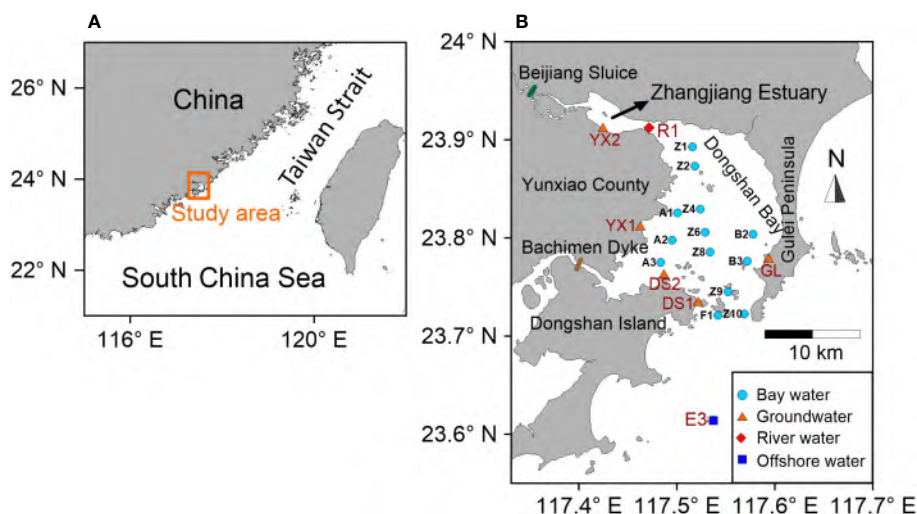 A
26° N
24° N
22° N
116° E
120° E
China
Taiwan Strait
Study area
South China Sea
B
24° N
23.9° N
23.8° N
23.7° N
23.6° N
117.4° E
117.5° E
117.6° E
117.7° E
Beijiang Sluice
Zhangjiang Estuary
YX2
R1
Z1
Z2
Dongshan Bay
Gulei Peninsula
N
Yunxiao County
A1
Z4
YX1
A2
Z6
B2
Z8
Bachimen Dyke
A3
B3
GL
DS2
Z9
DS1
F1
Z10
Dongshan Island
10 km
E3
Bay water
Groundwater
River water
Offshore water